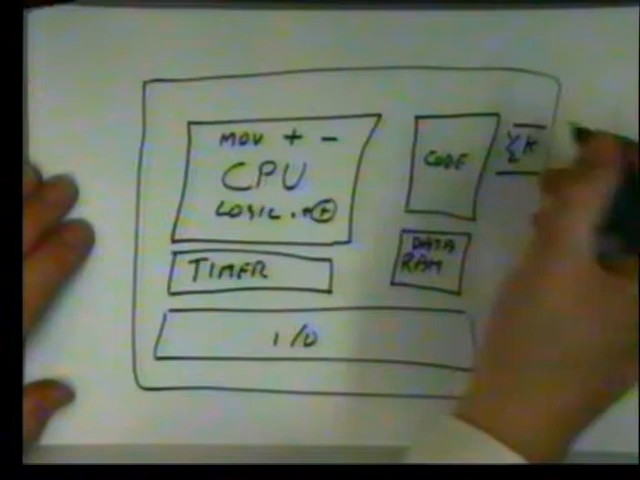 MOV + -
CPU
LOGIC
TIMER
I/O
CODE
DATA
RAM